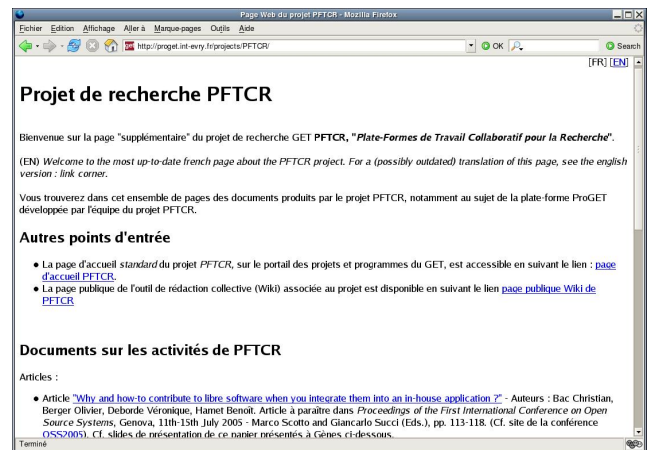 Page Web du projet PFTCR - Mozilla Firefox
Fichier Edition Affichage Aller à Marque-pages Outils Aide
get http://proget.int-evry.fr/projects/PFTCR/ OK Search
[FR] [EN]
Projet de recherche PFTCR
Bienvenue sur la page "supplémentaire" du projet de recherche GET PFTCR, "Plate-Formes de Travail Collaboratif pour la Recherche".
(EN) Welcome to the most up-to-date french page about the PFTCR project. For a (possibly outdated) translation of this page, see the english
version : link corner.
Vous trouverez dans cet ensemble de pages des documents produits par le projet PFTCR, notamment au sujet de la plate-forme ProGET
développée par l'équipe du projet PFTCR.
Autres points d'entrée
• La page d'accueil standard du projet PFTCR, sur le portail des projets et programmes du GET, est accessible en suivant le lien : page
d'accueil PFTCR.
• La page publique de l'outil de rédaction collective (Wiki) associée au projet est disponible en suivant le lien page publique Wiki de
PFTCR
Documents sur les activités de PFTCR
Articles :
• Article "Why and how-to contribute to libre software when you integrate them into an in-house application ?" - Auteurs : Bac Christian,
Berger Olivier, Deborde Véronique, Hamet Benoît. Article à paraître dans Proceedings of the First International Conference on Open
Source Systems, Genova, 11th-15th July 2005 - Marco Scotto and Giancarlo Succi (Eds.), pp. 113-118. (Cf. site de la conférence
OSS2005). Cf. slides de présentation de ce papier présentés à Gênes ci-dessous.
Terminé